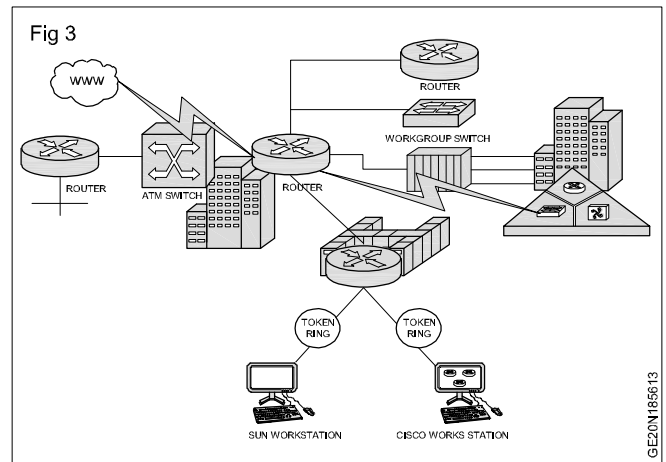 Fig 3
WWW
ROUTER
WORKGROUP SWITCH
ROUTER
ATM SWITCH
ROUTER
TOKEN
RING
TOKEN
RING
SUN WORKSTATION
CISCO WORKS STATION
GE20N185613